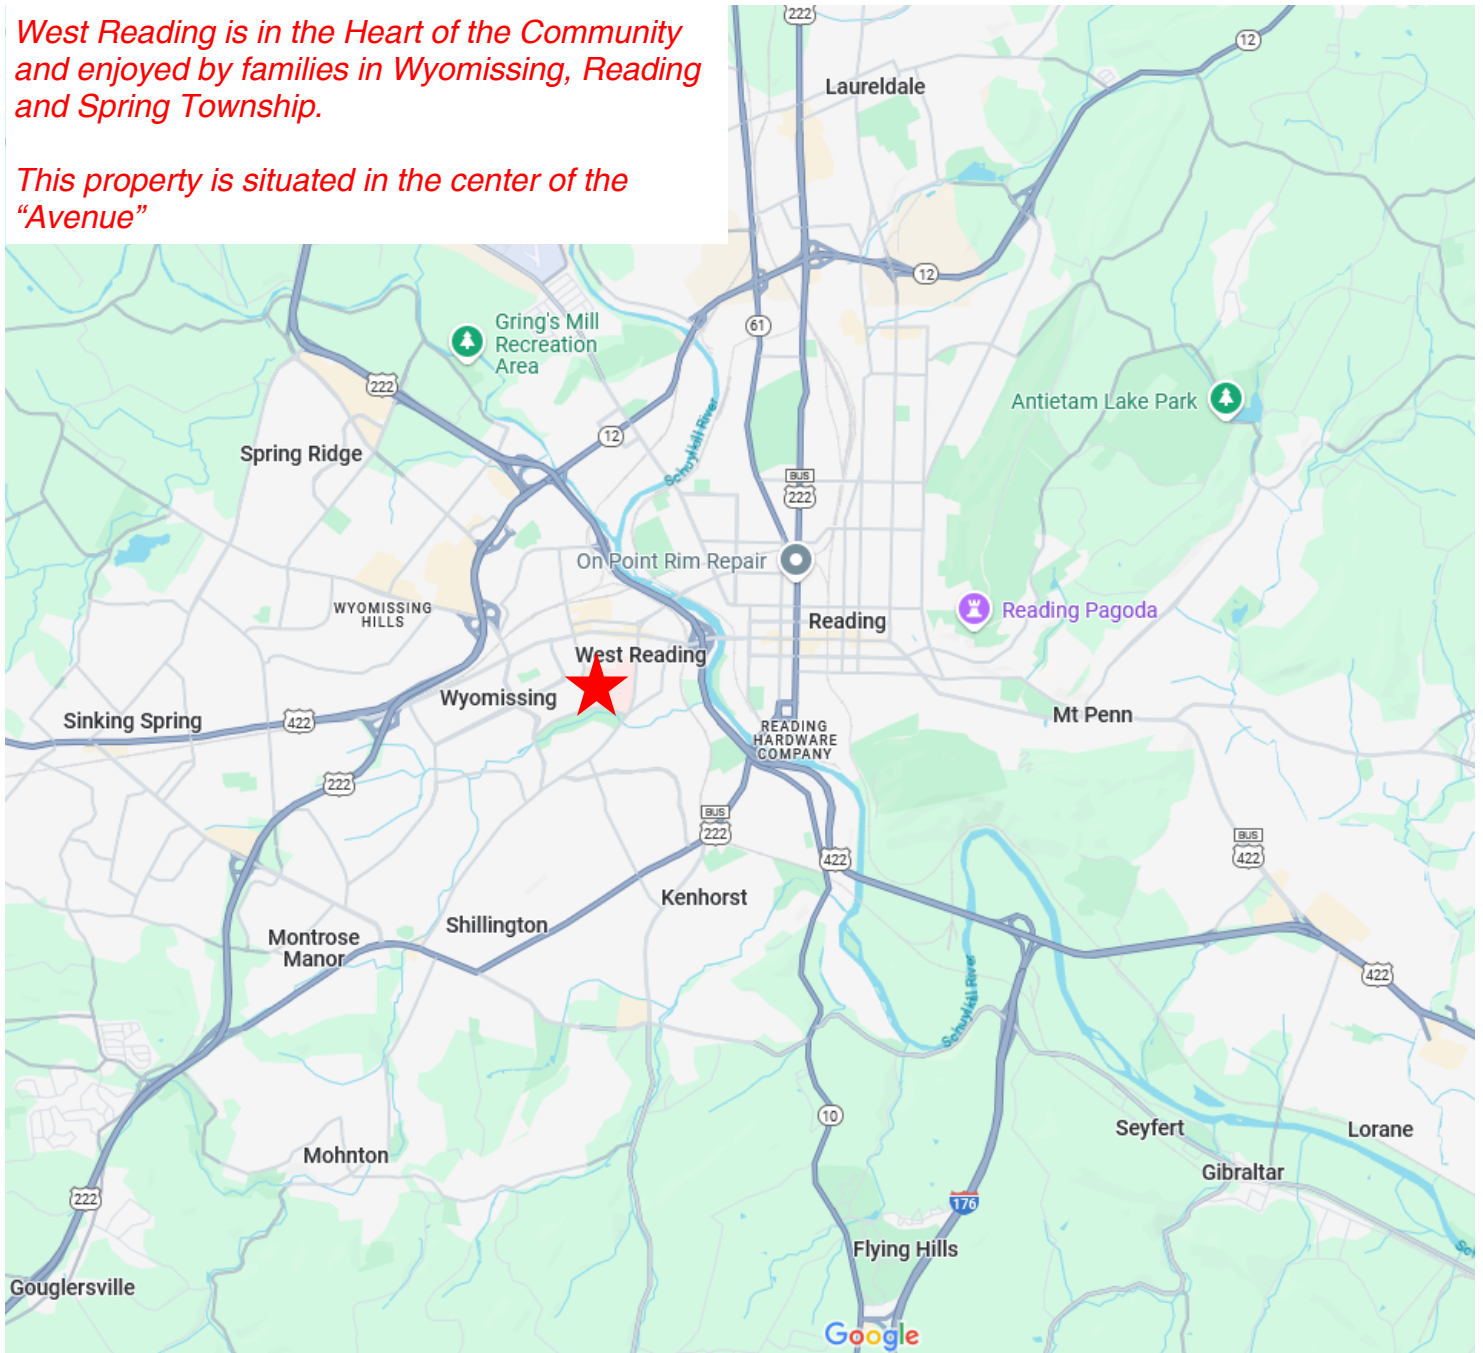 West Reading is in the Heart of the Community
and enjoyed by families in Wyomissing, Reading
and Spring Township.
This property is situated in the center of the
“Avenue”
222
12
Laureldale
12
61
Gring's Mill
Recreation
Area
222
Antietam Lake Park
12
Schuylkill River
Spring Ridge
BUS
222
On Point Rim Repair
WYOMISSING
HILLS
Reading Pagoda
Reading
West Reading
Wyomissing
Sinking Spring
422
Mt Penn
READING
HARDWARE
COMPANY
222
BUS
222
BUS
422
422
Kenhorst
Shillington
Montrose
Manor
422
Schuylkill River
10
Seyfert
Lorane
Mohnton
Gibraltar
222
176
Flying Hills
Gouglersville
Google